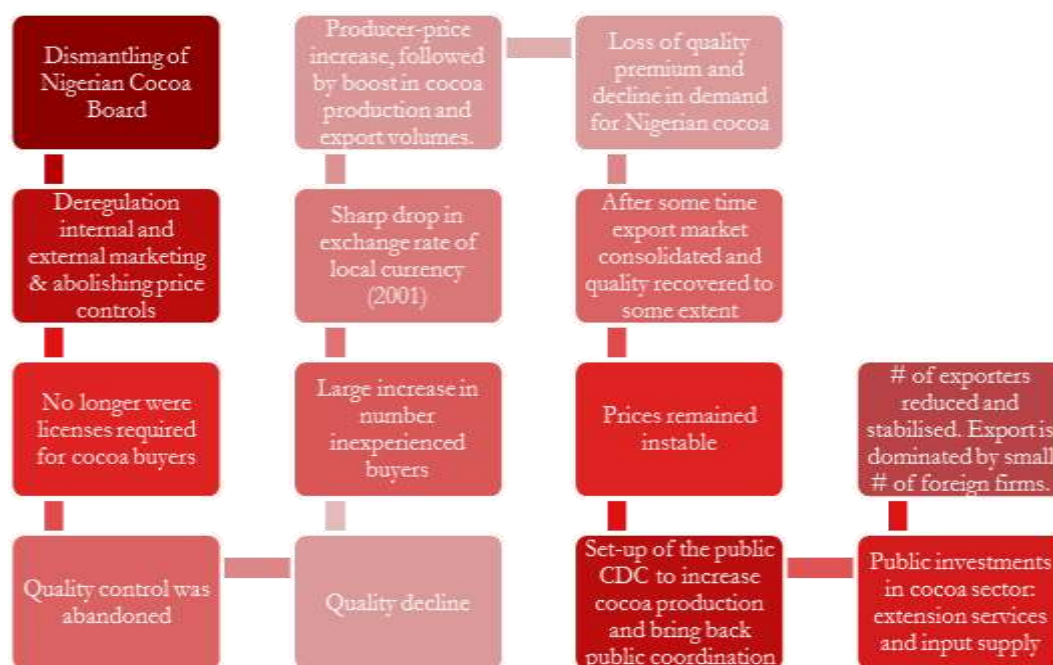 Dismantling of
Nigerian Cocoa
Board
Deregulation
internal and
external marketing
& abolishing price
controls
No longer were
licenses required
for cocoa buyers
Quality control was
abandoned
Quality decline
Large increase in
number
inexperienced
buyers
Sharp drop in
exchange rate of
local currency
(2001)
Producer-price
increase, followed
by boost in cocoa
production and
export volumes.
Loss of quality
premium and
decline in demand
for Nigerian cocoa
After some time
export market
consolidated and
quality recovered to
some extent
Prices remained
instable
Set-up of the public
CDC to increase
cocoa production
and bring back
public coordination
Public investments
in cocoa sector:
extension services
and input supply
# of exporters
reduced and
stabilised. Export is
dominated by small
# of foreign firms.